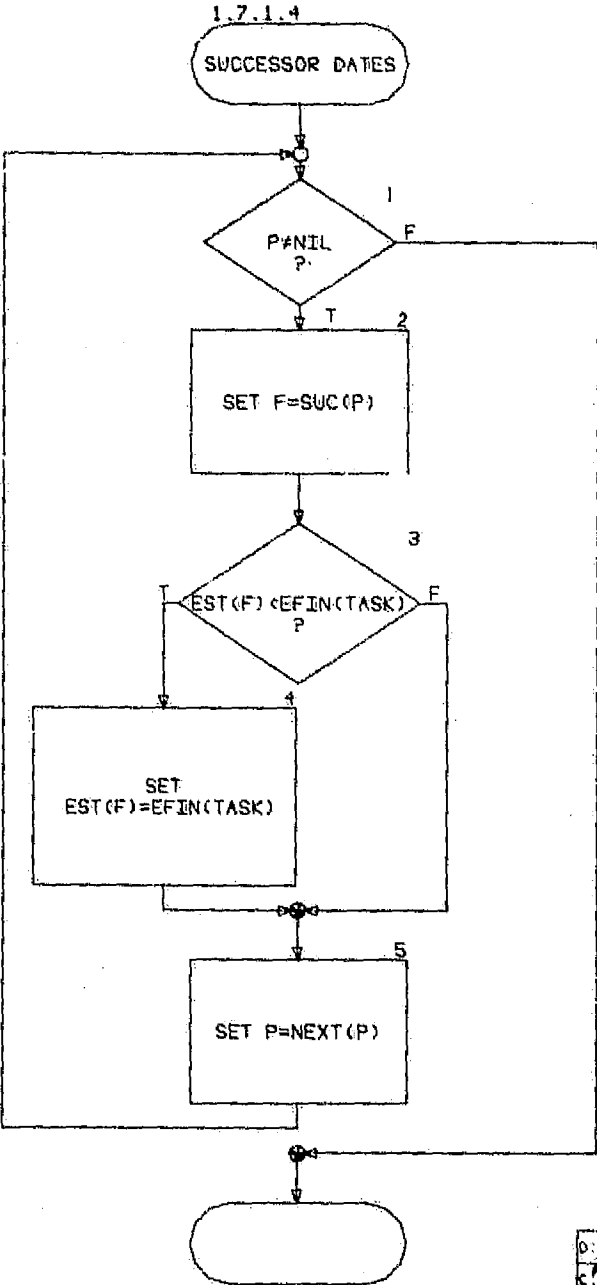 1.7.1.4
SUCCESSOR DATES
1
P≠NIL
?
F
T
2
SET F=SUC(P)
3
T
EST(F)<EFIN(TASK)
?
F
4
SET
EST(F)=EFIN(TASK)
5
SET P=NEXT(P)
D: